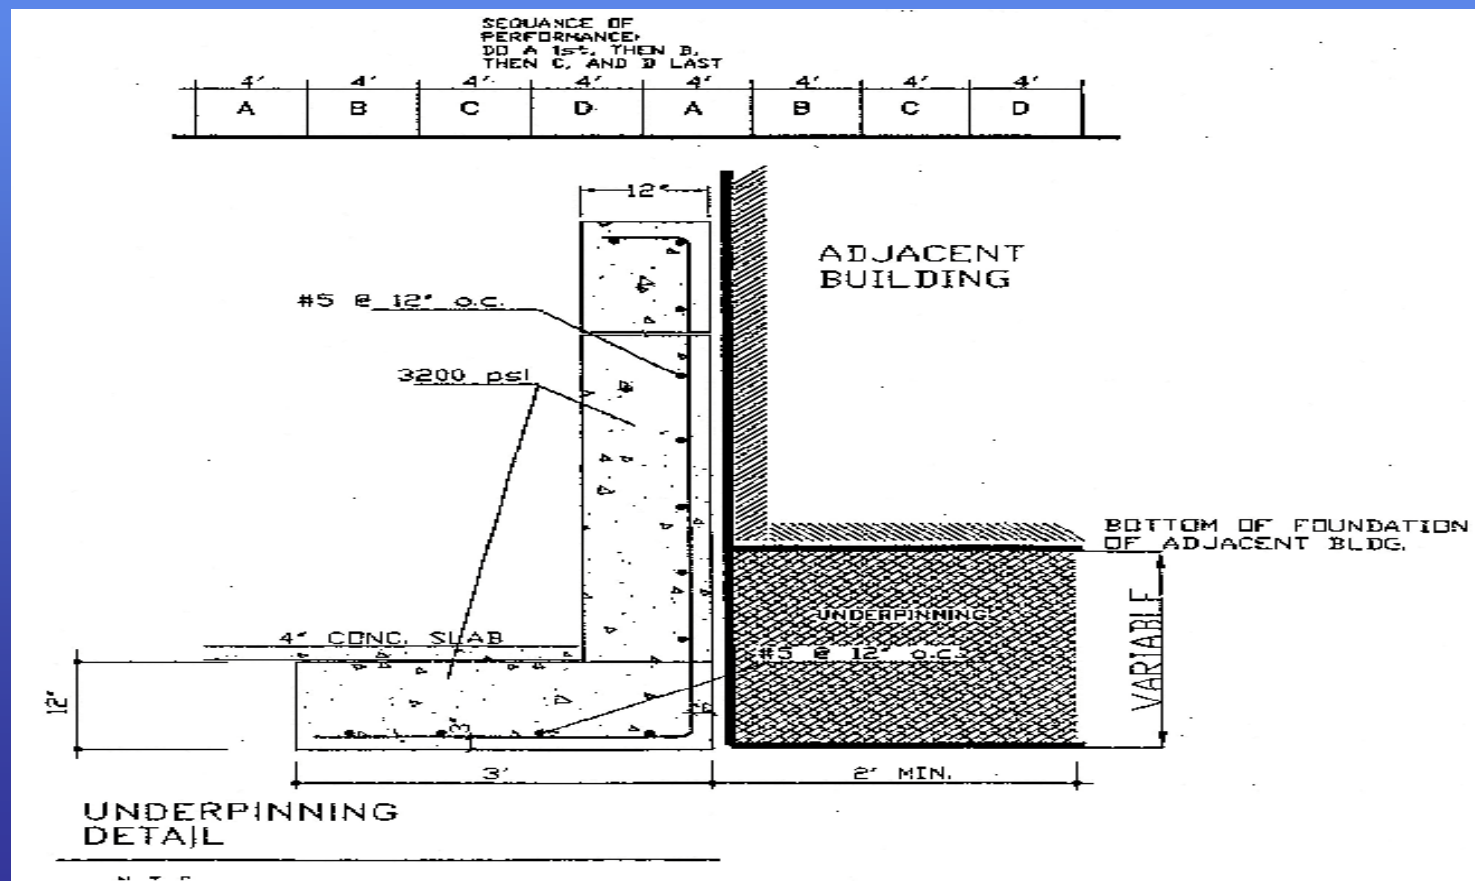 SEQUANCE OF
PERFORMANCE:
DO A 1st, THEN B,
THEN C, AND D LAST
4' 4' 4' 4' 4' 4' 4' 4'
A B C D A B C D
12"
ADJACENT
BUILDING
#5 @ 12" o.c.
3200 psi
BOTTOM OF FOUNDATION
OF ADJACENT BLDG.
UNDERPINNING
4" CONC. SLAB
#5 @ 12" o.c.
VARIABLE
12"
3"
3' 2' MIN.
UNDERPINNING
DETAIL
N.T.S.